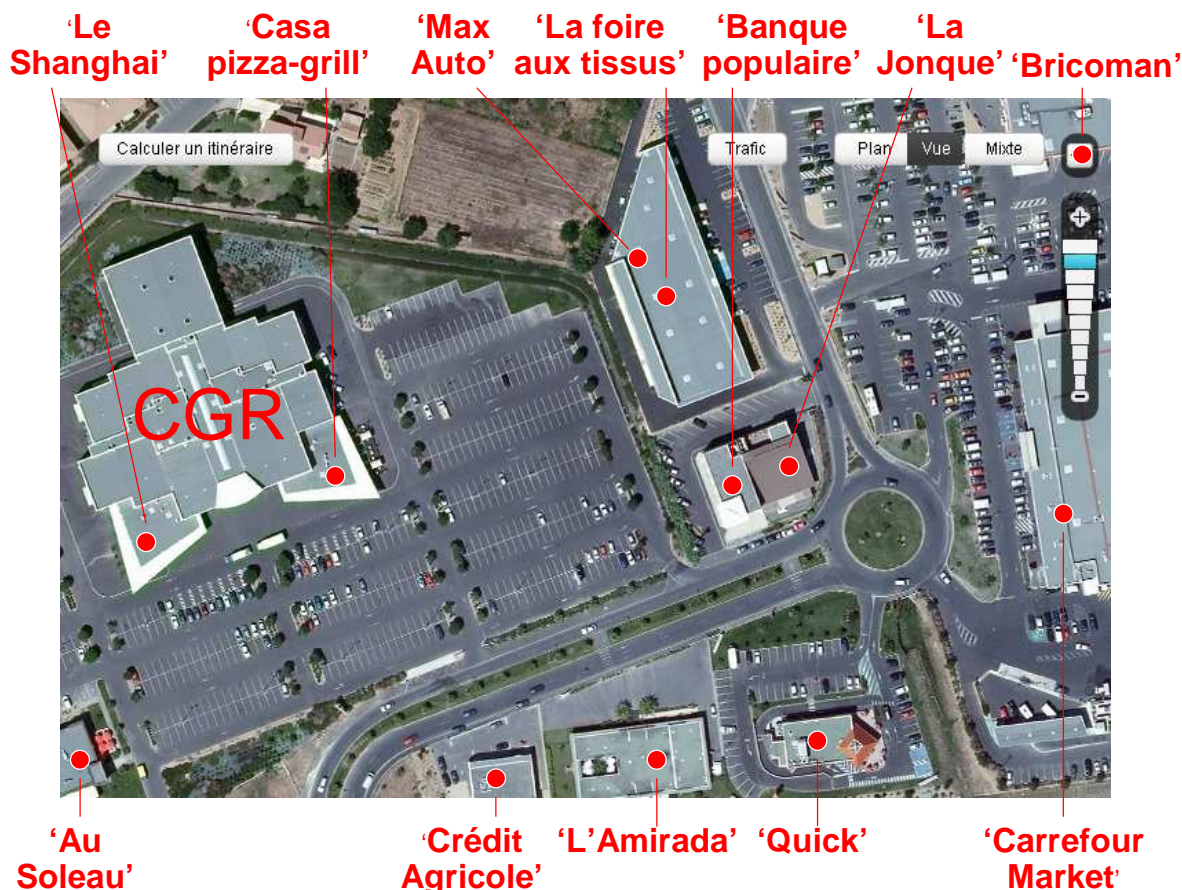 ‘Le
Shanghai’
‘Casa
pizza-grill’
‘Max
Auto’
‘La foire
aux tissus’
‘Banque
populaire’
‘La
Jonque’
‘Bricoman’
Calculer un itinéraire
Trafic
Plan
Vue
Mixte
CGR
‘Au
Soleau’
‘Crédit
Agricole’
‘L’Amirada’
‘Quick’
‘Carrefour
Market’